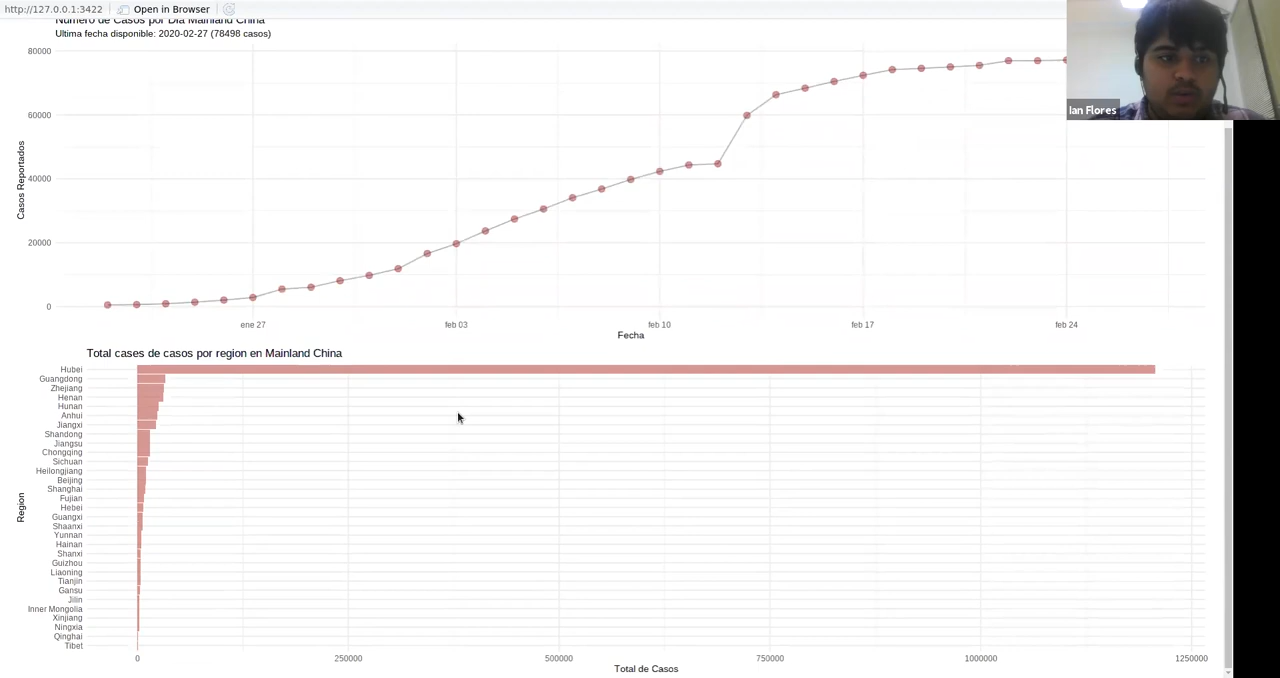 http://127.0.0.1:3422 Open in Browser
Numero de Casos por Dia Mainland China
Ultima fecha disponible: 2020-02-27 (78498 casos)
80000
60000
40000
20000
0
Casos Reportados
ene 27 feb 03 feb 10 feb 17 feb 24
Fecha
Ian Flores
Total cases de casos por region en Mainland China
Hubei
Guangdong
Zhejiang
Henan
Hunan
Anhui
Jiangxi
Shandong
Jiangsu
Chongqing
Sichuan
Heilongjiang
Beijing
Shanghai
Fujian
Hebei
Guangxi
Shaanxi
Yunnan
Hainan
Shanxi
Guizhou
Liaoning
Tianjin
Gansu
Jilin
Inner Mongolia
Xinjiang
Ningxia
Qinghai
Tibet
Region
0 250000 500000 750000 1000000 1250000
Total de Casos